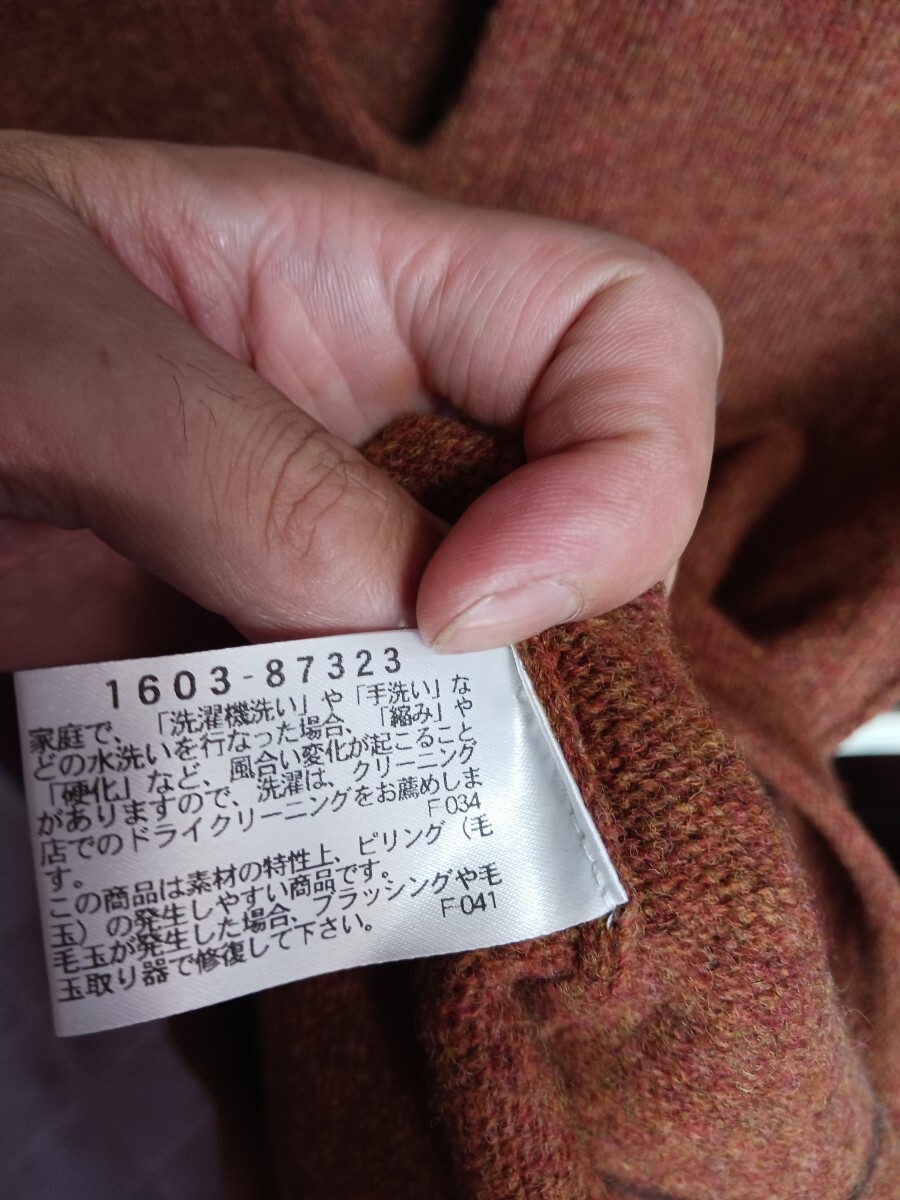 1603-87323
家庭で、「洗濯機洗い」や「手洗い」な
どの水洗いを行なった場合、「縮み」や
「硬化」など、風合い変化が起こること
がありますので、洗濯は、クリーニング
店でのドライクリーニングをお薦めしま
す。 F-034
この商品は素材の特性上、ピリング（毛
玉）の発生しやすい商品です。
毛玉が発生した場合、ブラッシングや毛
玉取り器で修復して下さい。 F-041